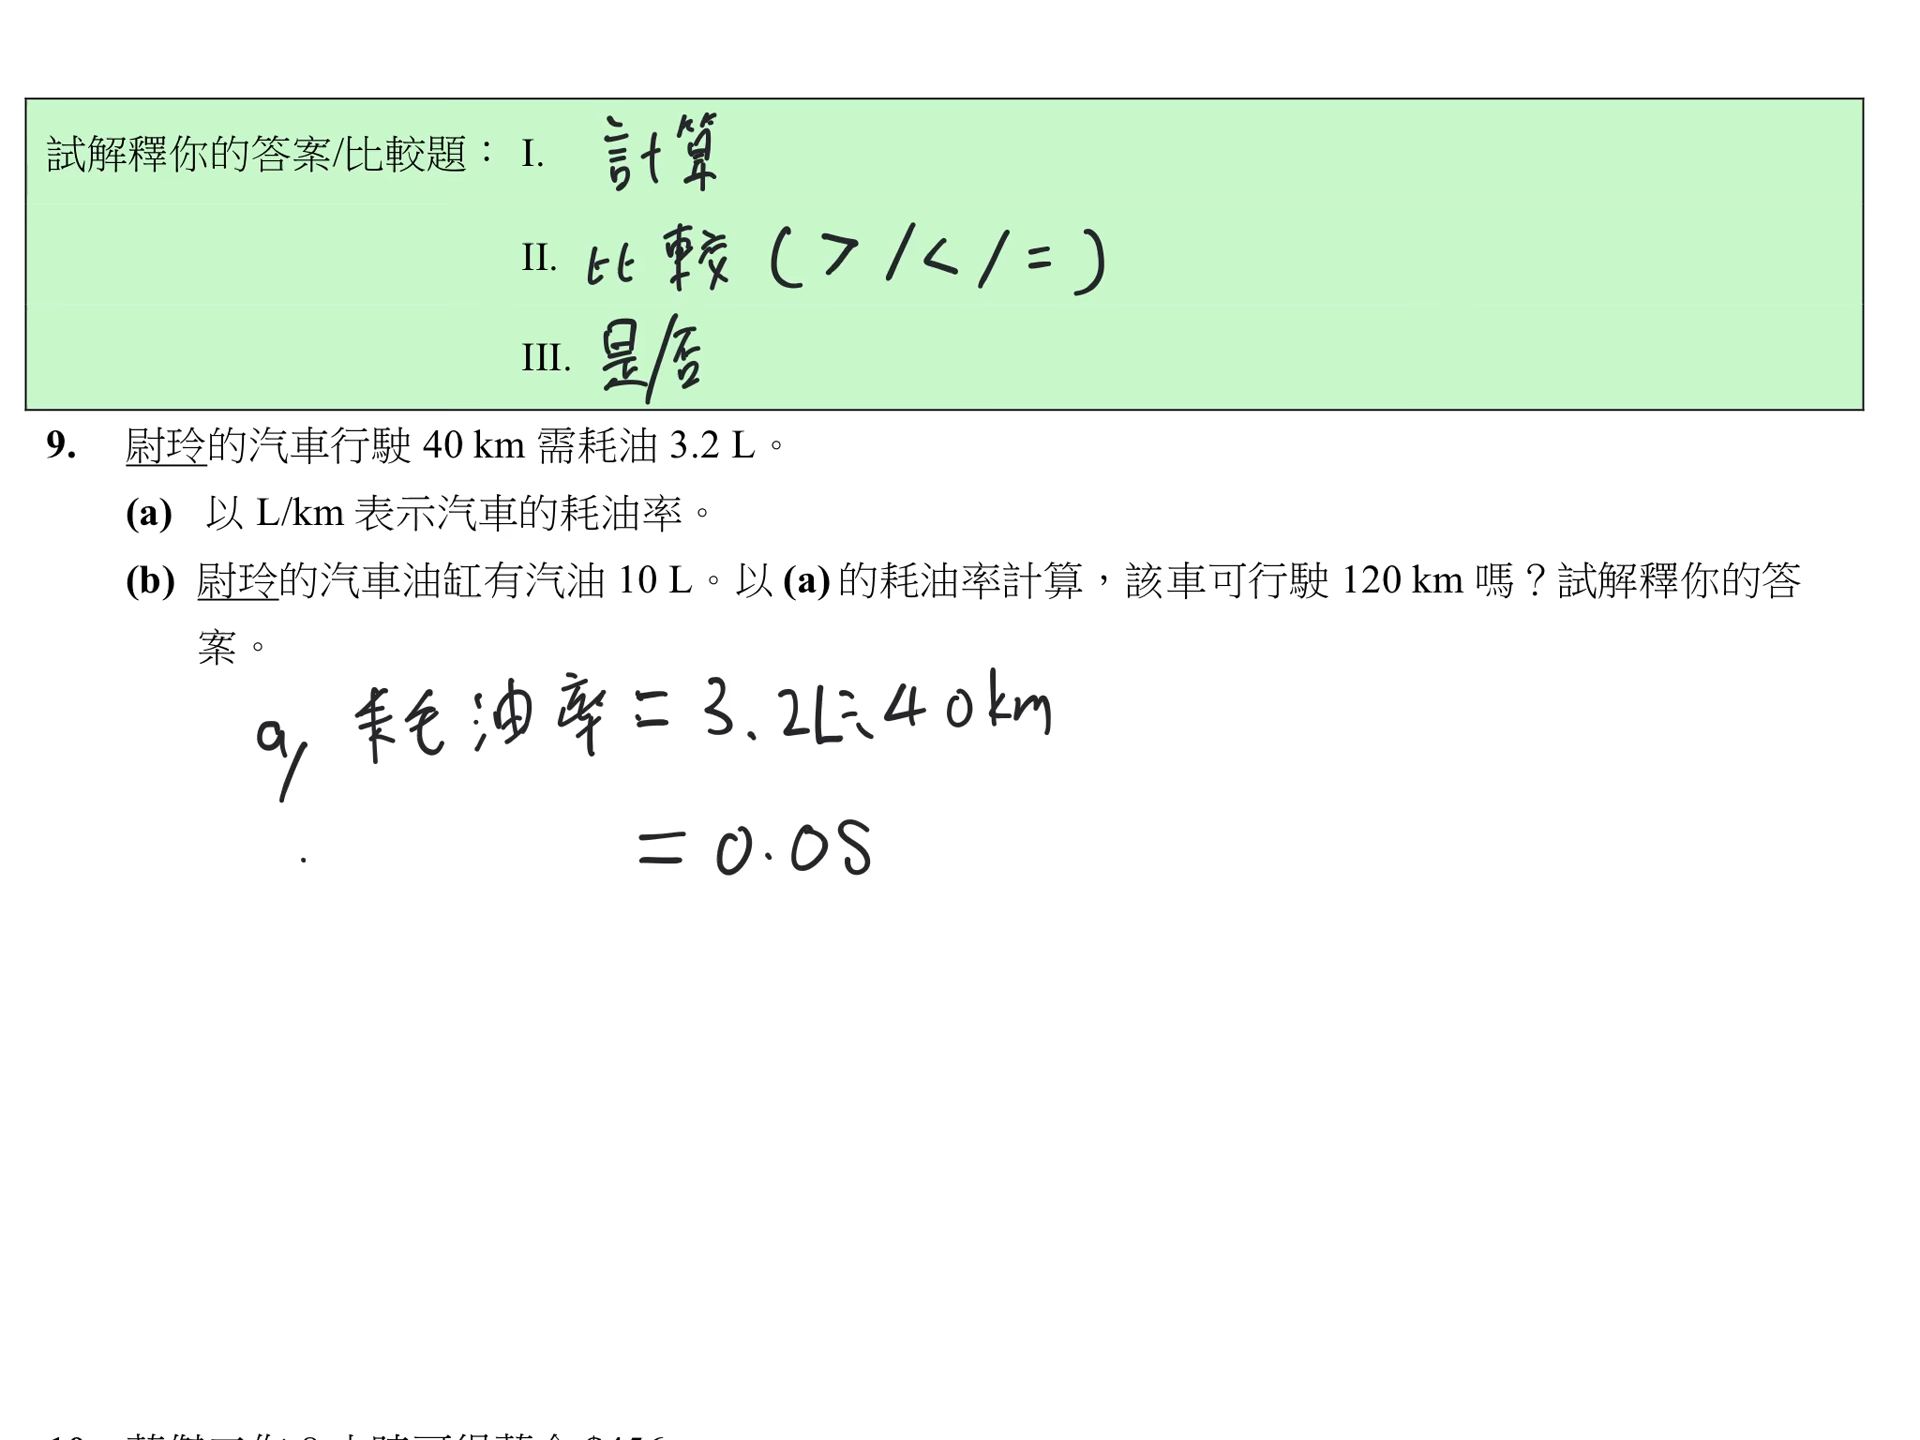 試解釋你的答案/比較題： I. 計算
II. 比較 ( > / < / = )
III. 是/否
9. 尉玲的汽車行駛 40 km 需耗油 3.2 L。
(a) 以 L/km 表示汽車的耗油率。
(b) 尉玲的汽車油缸有汽油 10 L。以 (a) 的耗油率計算，該車可行駛 120 km 嗎？試解釋你的答
案。
a/ 耗油率 = 3.2L÷40km
= 0.08